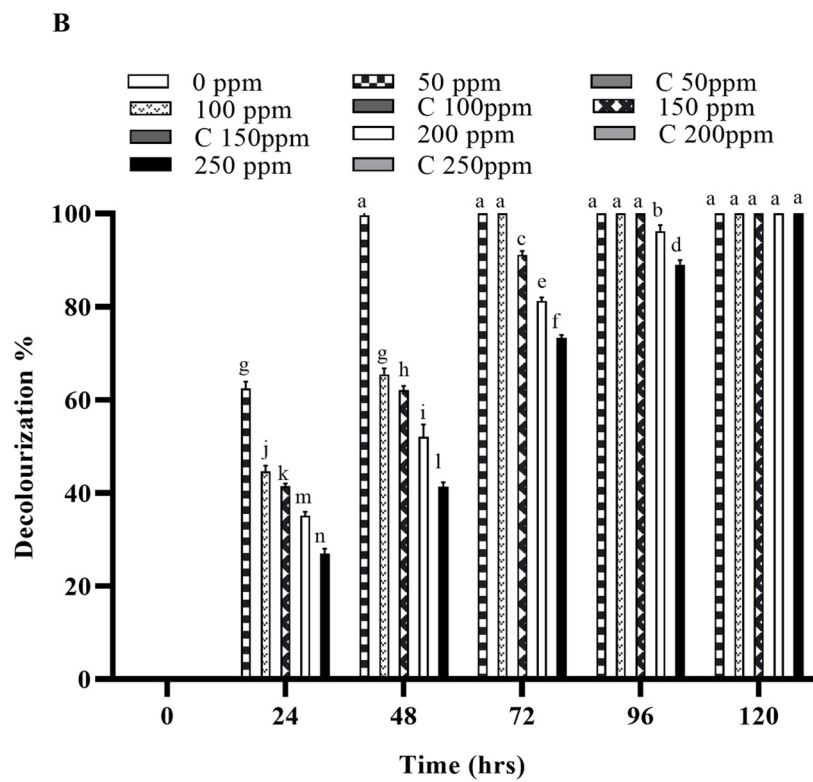 B
0 ppm 50 ppm C 50ppm
100 ppm C 100ppm 150 ppm
C 150ppm 200 ppm C 200ppm
250 ppm C 250ppm
a a a a a a b a a a a a
100
c d
80
e f
g g h
60
i
j k l
40
m n
20
0
0 24 48 72 96 120
Decolourization %
Time (hrs)